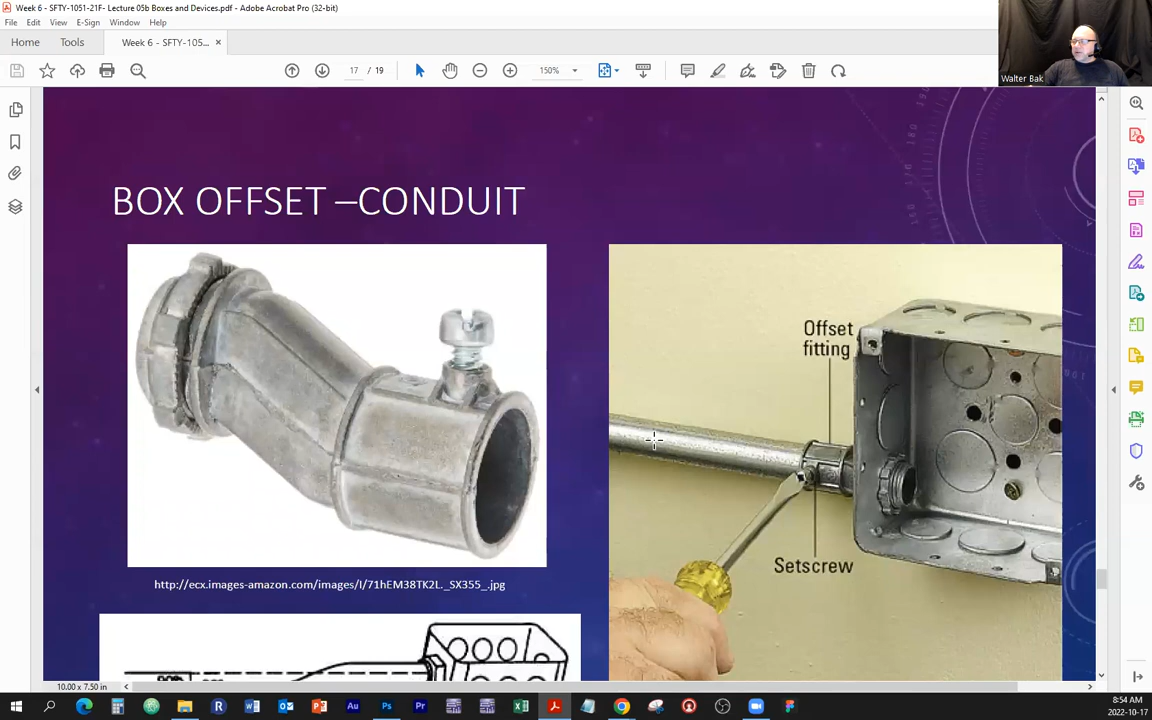 Week 6 - SFTY-1051-21F- Lecture 05b Boxes and Devices.pdf - Adobe Acrobat Pro (32-bit)
File Edit View E-Sign Window Help
Home Tools Week 6 - SFTY-105... ×
17 / 19 150%
Walter Bak
BOX OFFSET –CONDUIT
Offset
fitting
Setscrew
http://ecx.images-amazon.com/images/I/71hEM38TK2L._SX355_.jpg
10.00 x 7.50 in
8:54 AM
2022-10-17